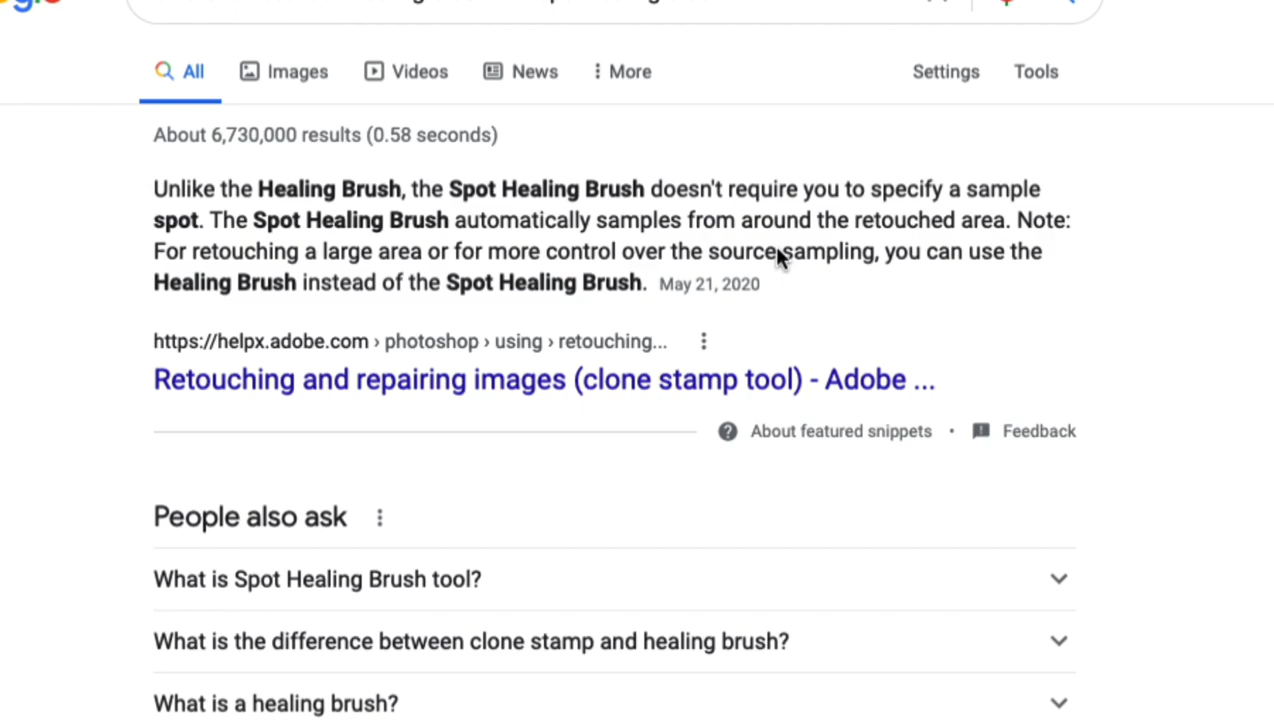 All Images Videos News More Settings Tools
About 6,730,000 results (0.58 seconds)
Unlike the Healing Brush, the Spot Healing Brush doesn't require you to specify a sample
spot. The Spot Healing Brush automatically samples from around the retouched area. Note:
For retouching a large area or for more control over the source sampling, you can use the
Healing Brush instead of the Spot Healing Brush. May 21, 2020
https://helpx.adobe.com › photoshop › using › retouching...
Retouching and repairing images (clone stamp tool) - Adobe ...
About featured snippets • Feedback
People also ask
What is Spot Healing Brush tool?
What is the difference between clone stamp and healing brush?
What is a healing brush?